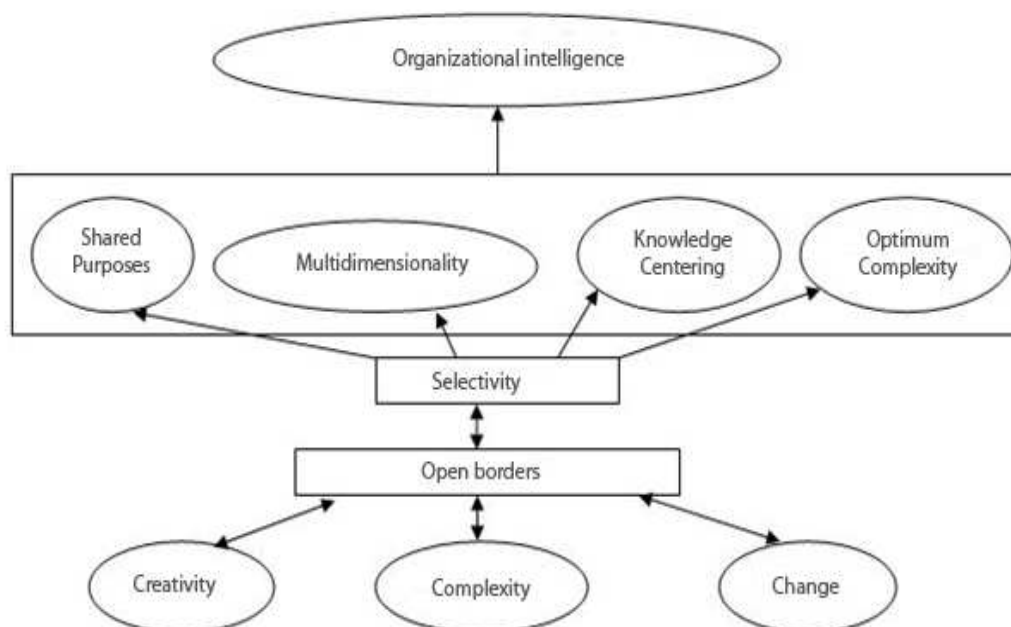 Organizational intelligence
Shared
Purposes
Multidimensionality
Knowledge
Centering
Optimum
Complexity
Selectivity
Open borders
Creativity
Complexity
Change